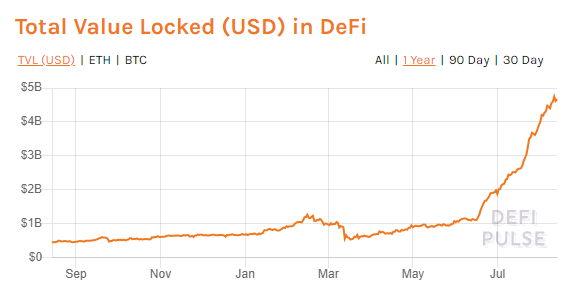 Total Value Locked (USD) in DeFi
TVL (USD) | ETH | BTC
All | 1 Year | 90 Day | 30 Day
$5B
$4B
$3B
$2B
$1B
$0
DEFI
PULSE
Sep Nov Jan Mar May Jul